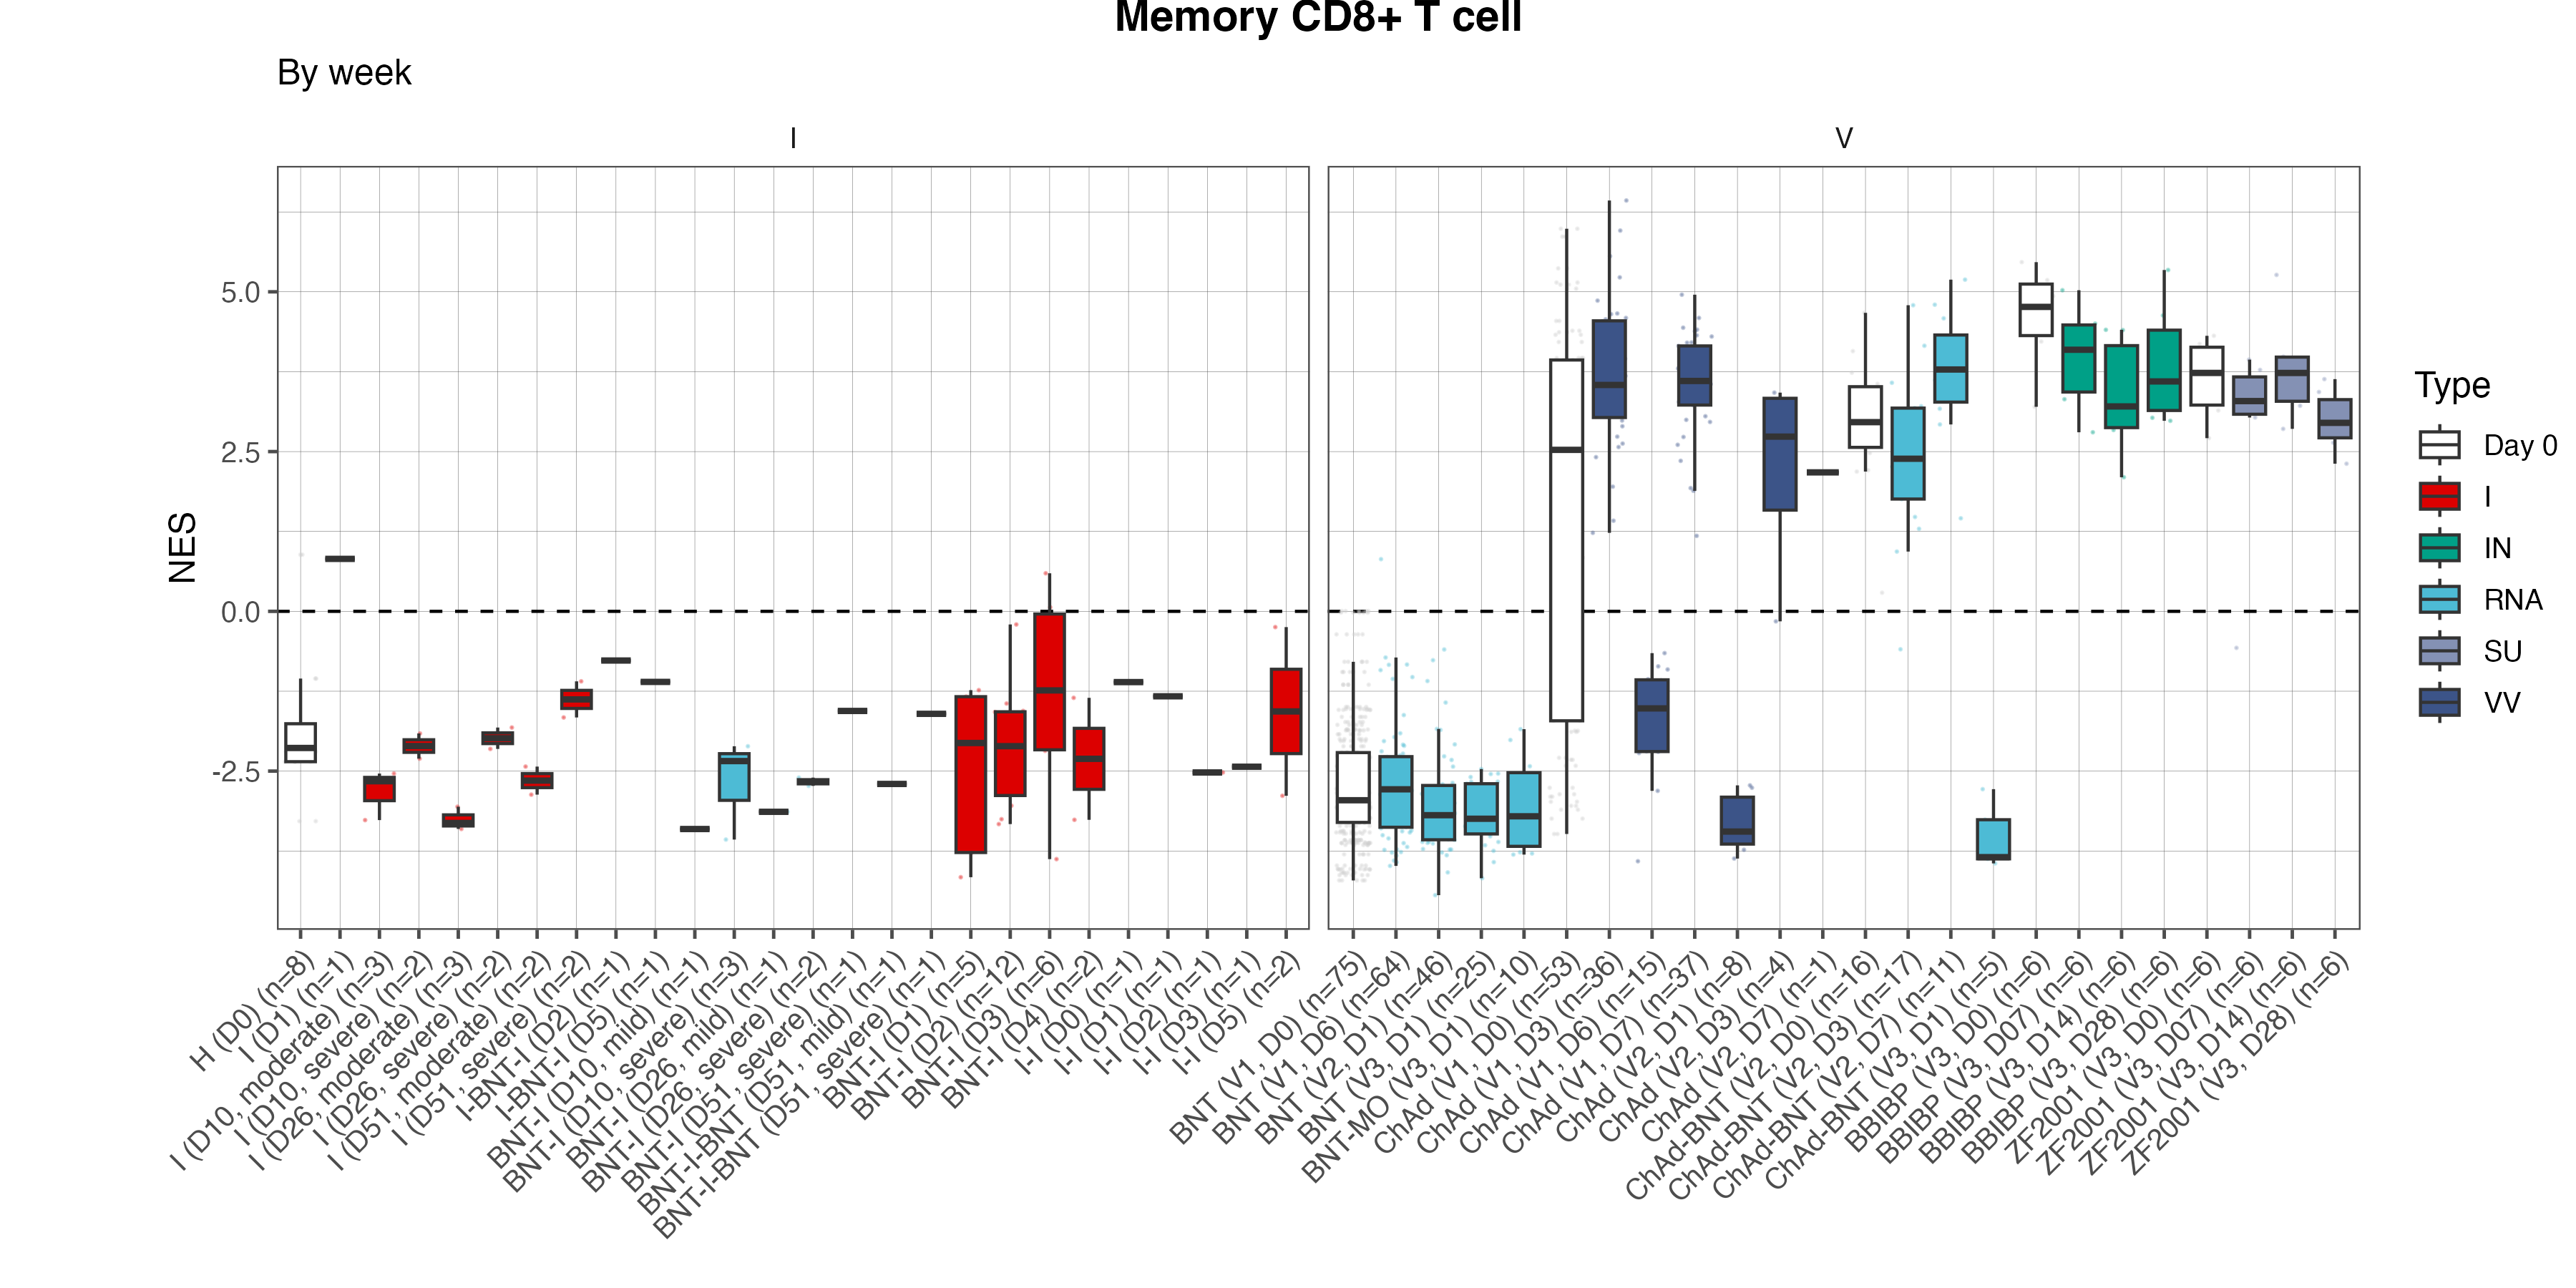 Memory CD8+ T cell
By week
I
V
NES
5.0
2.5
0.0
-2.5
H (D0) (n=8)
I (D1) (n=1)
I (D10, moderate) (n=3)
I (D10, severe) (n=2)
I (D26, moderate) (n=3)
I (D26, severe) (n=2)
I (D51, moderate) (n=2)
I (D51, severe) (n=2)
I-BNT-I (D2) (n=1)
I-BNT-I (D5) (n=1)
BNT-I (D10, mild) (n=1)
BNT-I (D10, severe) (n=3)
BNT-I (D26, mild) (n=1)
BNT-I (D26, severe) (n=2)
BNT-I (D51, severe) (n=1)
BNT-I-BNT (D51, mild) (n=1)
BNT-I-BNT (D51, severe) (n=1)
BNT-I (D1) (n=5)
BNT-I (D2) (n=12)
BNT-I (D3) (n=6)
BNT-I (D4) (n=2)
I-I (D0) (n=1)
I-I (D1) (n=1)
I-I (D2) (n=1)
I-I (D3) (n=1)
I-I (D5) (n=2)
BNT (V1, D0) (n=75)
BNT (V1, D6) (n=64)
BNT (V2, D1) (n=46)
BNT (V3, D1) (n=25)
BNT-MO (V3, D1) (n=10)
ChAd (V1, D0) (n=53)
ChAd (V1, D3) (n=36)
ChAd (V1, D6) (n=15)
ChAd (V1, D7) (n=37)
ChAd (V2, D1) (n=8)
ChAd (V2, D3) (n=4)
ChAd (V2, D7) (n=1)
ChAd-BNT (V2, D0) (n=16)
ChAd-BNT (V2, D3) (n=17)
ChAd-BNT (V2, D7) (n=11)
ChAd-BNT (V3, D1) (n=5)
BBIBP (V3, D0) (n=6)
BBIBP (V3, D07) (n=6)
BBIBP (V3, D14) (n=6)
BBIBP (V3, D28) (n=6)
ZF2001 (V3, D0) (n=6)
ZF2001 (V3, D07) (n=6)
ZF2001 (V3, D14) (n=6)
ZF2001 (V3, D28) (n=6)
Type
Day 0
I
IN
RNA
SU
VV